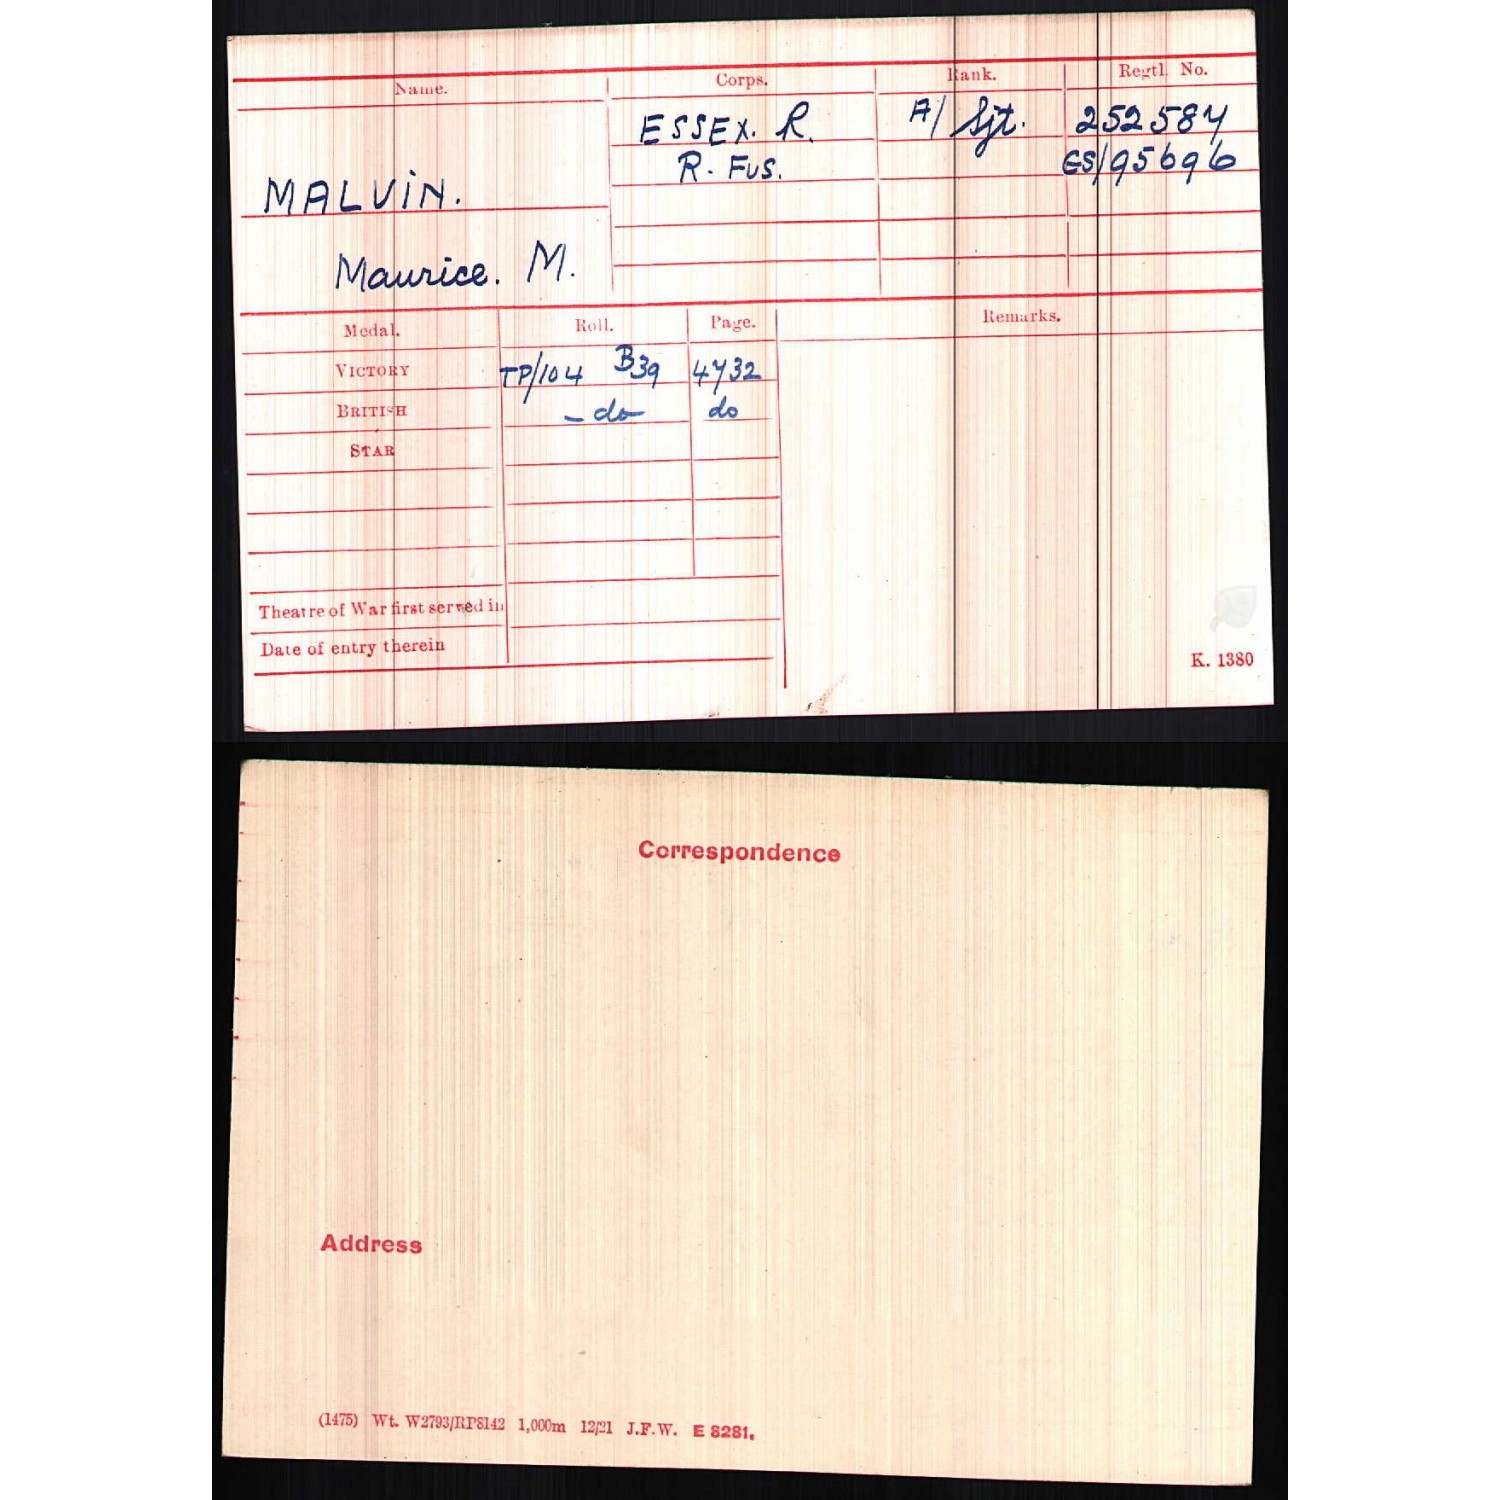 Name. Corps. Rank. Regtl. No.
ESSEX. R. A/ Sjt. 252587
R. FUS. GS/95696
MALVIN.
Maurice. M.
Medal. Roll. Page. Remarks.
VICTORY TP/104 B39 4732
BRITISH -do- do
STAR
Theatre of War first served in
Date of entry therein
K. 1380
Correspondence
Address
(1475) Wt. W2793/RP8142 1,000m 12/21 J.F.W. E 8281.